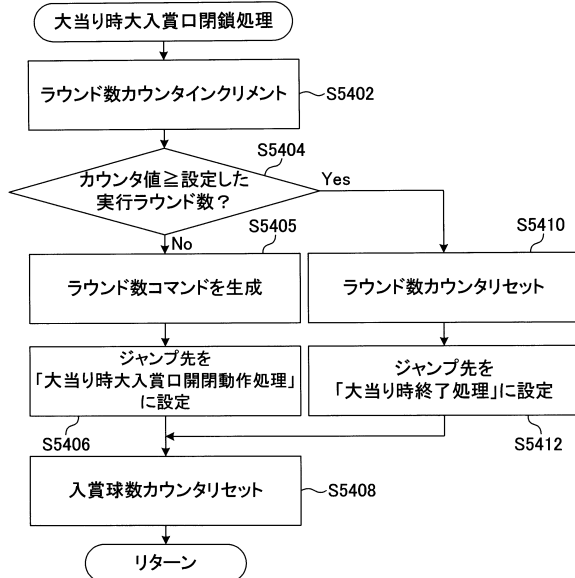 大当り時大入賞口閉鎖処理
ラウンド数カウンタインクリメント
S5402
S5404
カウンタ値≧設定した
実行ラウンド数？
Yes
No
S5405
S5410
ラウンド数コマンドを生成
ラウンド数カウンタリセット
ジャンプ先を
「大当り時大入賞口開閉動作処理」
に設定
ジャンプ先を
「大当り時終了処理」に設定
S5406
S5412
入賞球数カウンタリセット
S5408
リターン